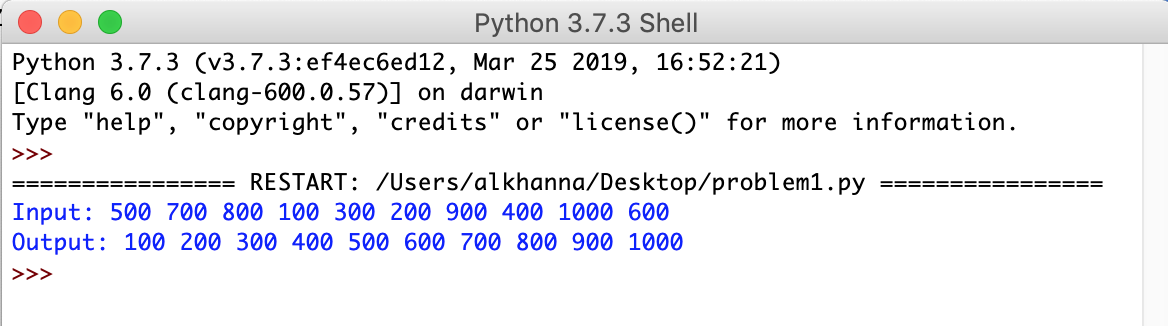 Python 3.7.3 Shell
Python 3.7.3 (v3.7.3:ef4ec6ed12, Mar 25 2019, 16:52:21)
[Clang 6.0 (clang-600.0.57)] on darwin
Type "help", "copyright", "credits" or "license()" for more information.
>>>
================ RESTART: /Users/alkhanna/Desktop/problem1.py ================
Input: 500 700 800 100 300 200 900 400 1000 600
Output: 100 200 300 400 500 600 700 800 900 1000
>>>